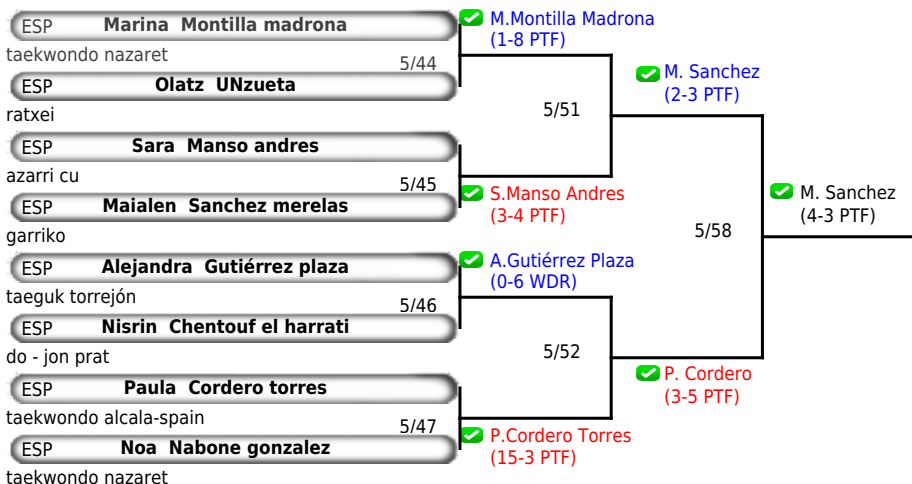 ESP Marina Montilla madrona
taekwondo nazaret
5/44
ESP Olatz UNzueta
ratxei
ESP Sara Manso andres
azarri cu
5/45
ESP Maialen Sanchez merelas
garriko
ESP Alejandra Gutiérrez plaza
taeguk torrejón
5/46
ESP Nisrin Chentouf el harrati
do - jon prat
ESP Paula Cordero torres
taekwondo alcala-spain
5/47
ESP Noa Nabone gonzalez
taekwondo nazaret
M.Montilla Madrona
(1-8 PTF)
5/51
S.Manso Andres
(3-4 PTF)
A.Gutiérrez Plaza
(0-6 WDR)
5/52
P.Cordero Torres
(15-3 PTF)
M. Sanchez
(2-3 PTF)
5/58
P. Cordero
(3-5 PTF)
M. Sanchez
(4-3 PTF)